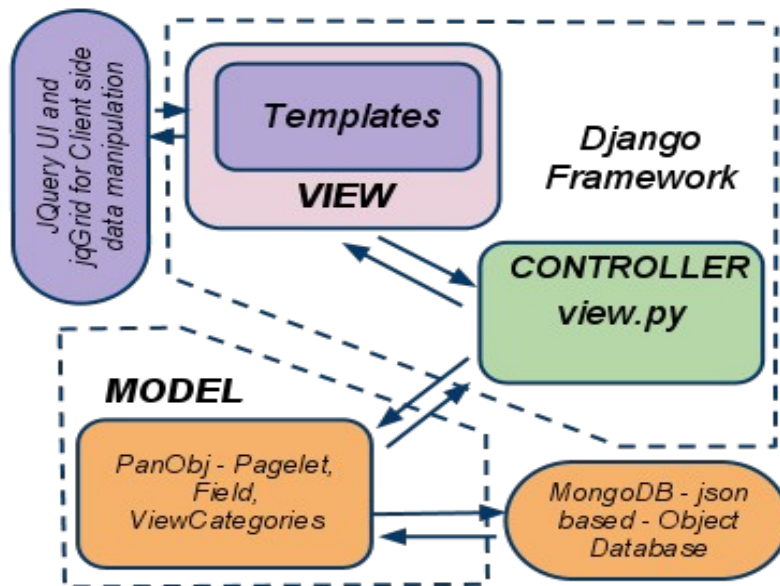 JQuery UI and
jqGrid for Client side
data manipulation
Templates
VIEW
Django
Framework
CONTROLLER
view.py
MODEL
PanObj - Pagelet,
Field,
ViewCategories
MongoDB - json
based - Object
Database